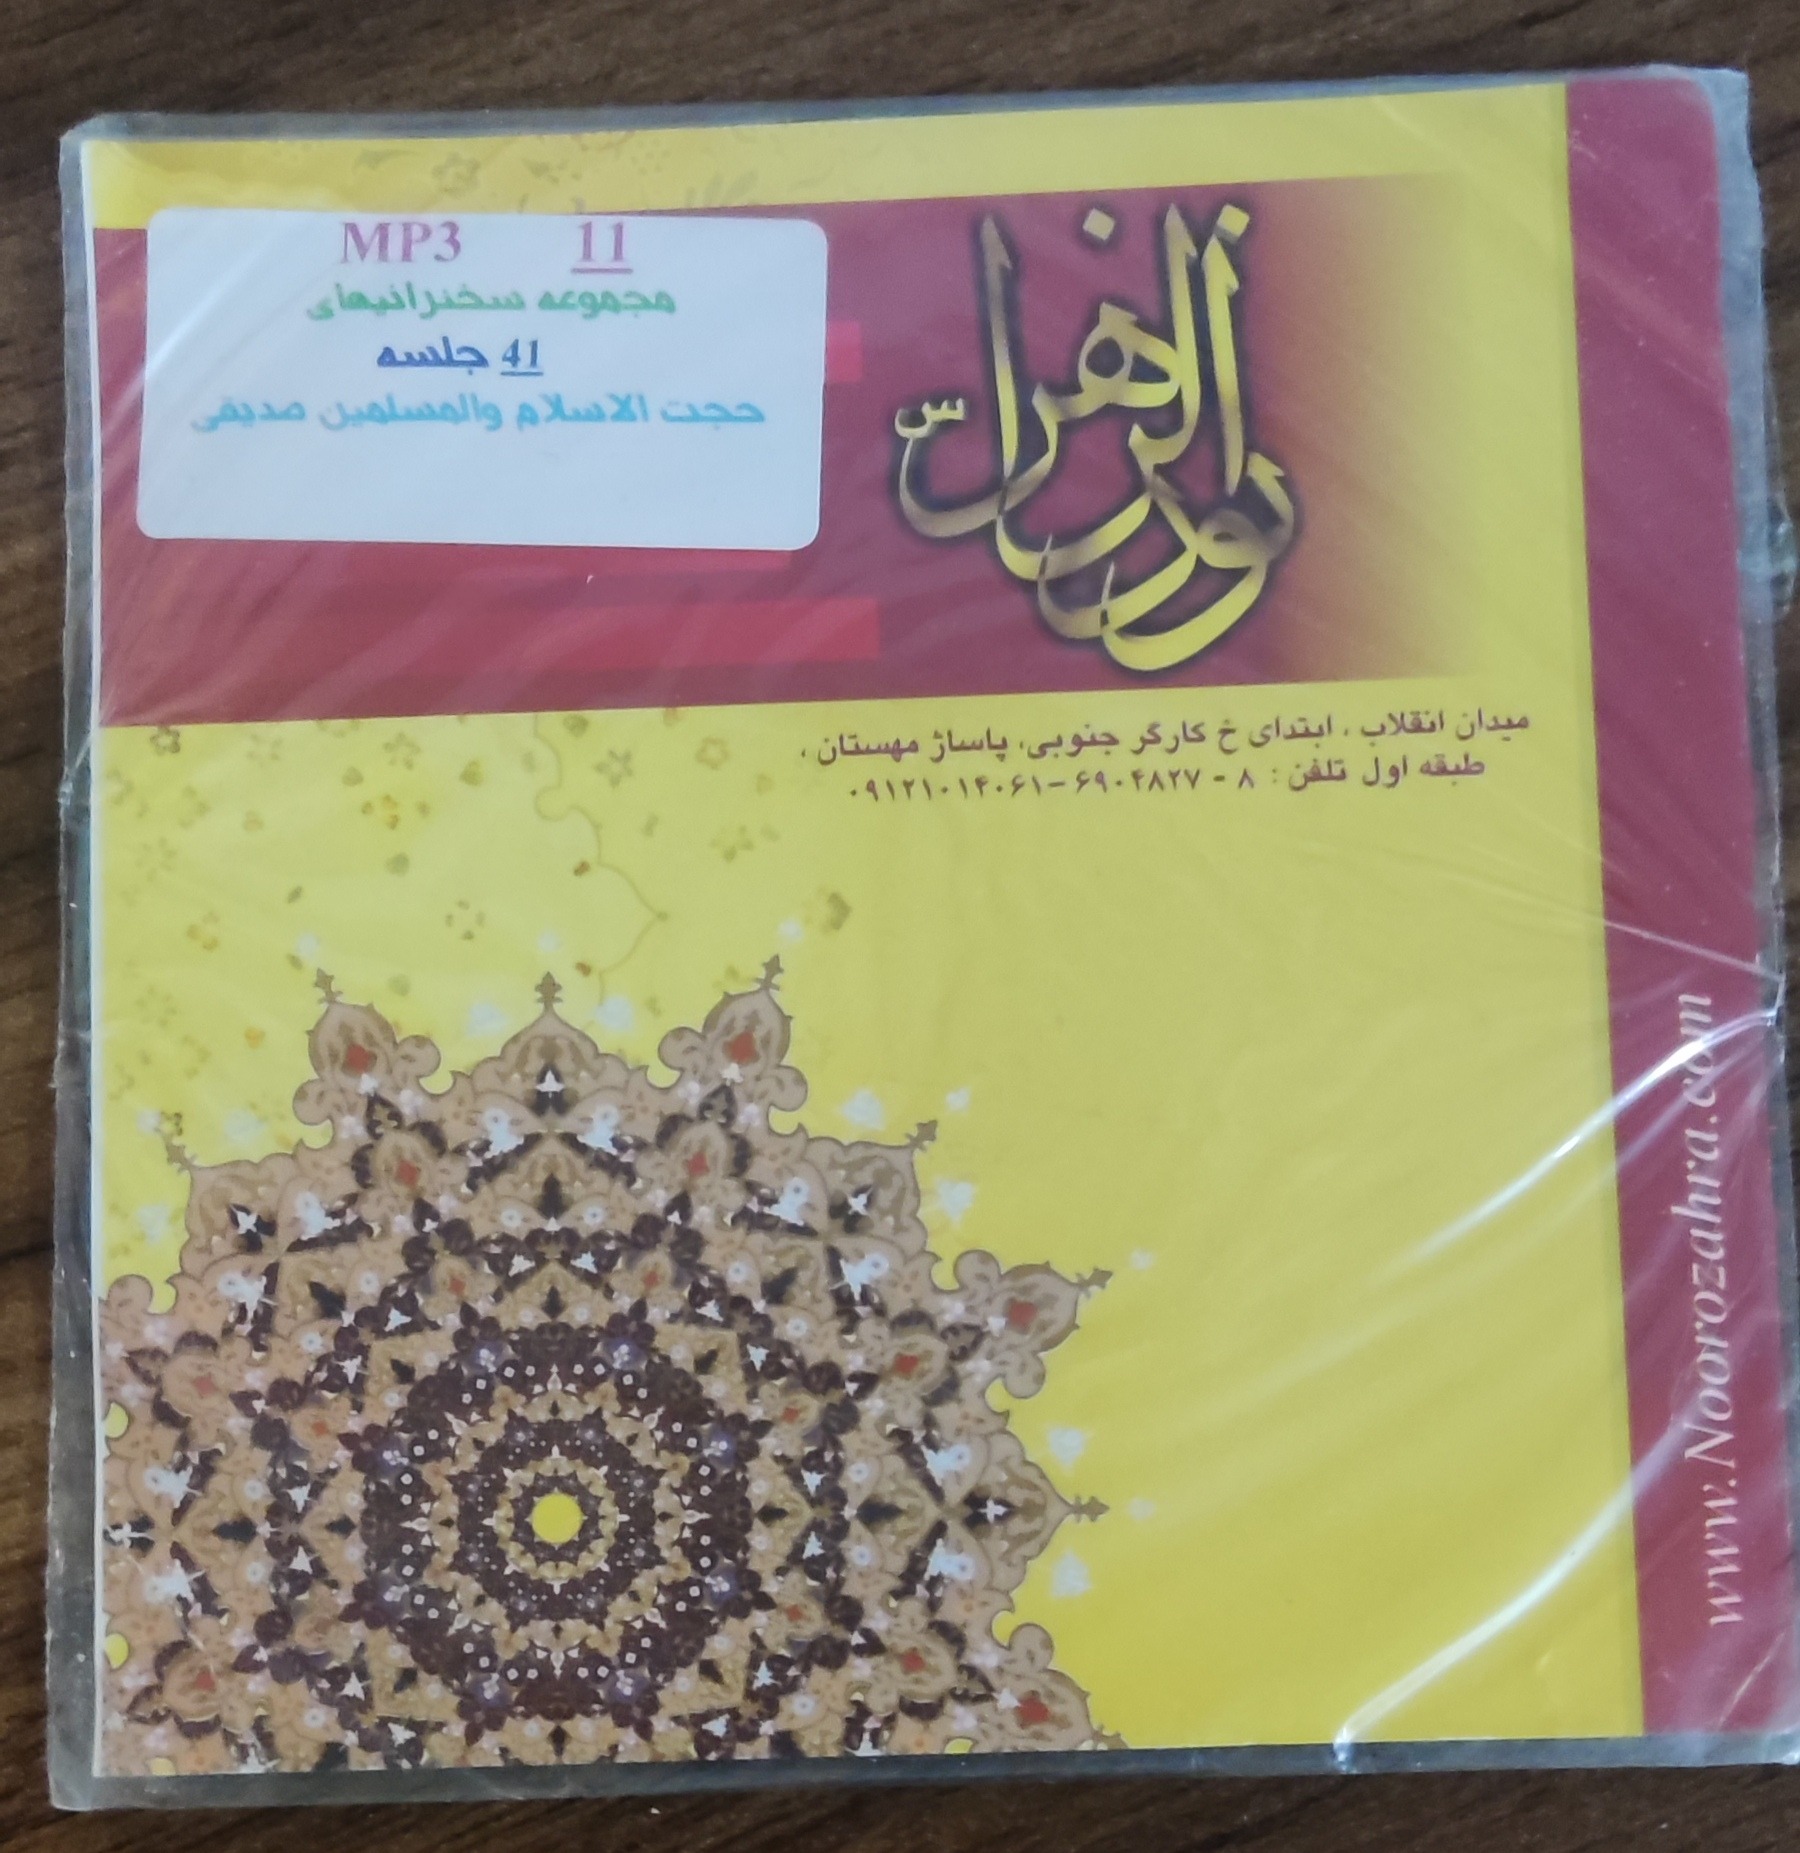 MP3 11
مجموعه سخنرانیهای
41 جلسه
حجت الاسلام والمسلمین صدیقی
نورالزهرا
س
میدان انقلاب ، ابتدای خ کارگر جنوبی، پاساژ مهستان ،
طبقه اول تلفن : ۸ - ۶۹۰۴۸۲۷-۰۹۱۲۱۰۱۴۰۶۱
www.Noorozahra.com